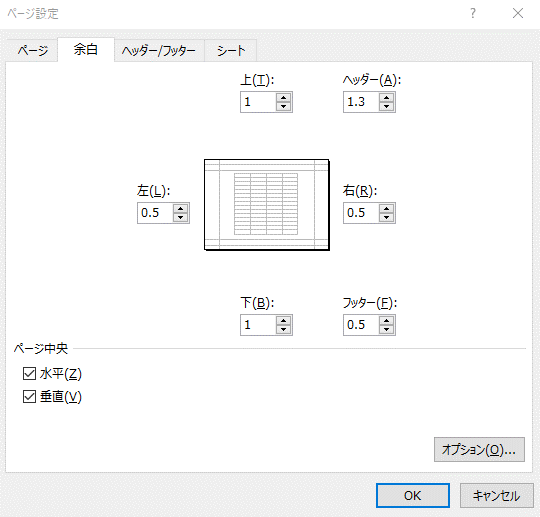 ページ設定
ページ 余白 ヘッダー/フッター シート
上(T): ヘッダー(A):
1 1.3
左(L): 右(R):
0.5 0.5
下(B): フッター(F):
1 0.5
ページ中央
水平(Z)
垂直(V)
オプション(O)...
OK キャンセル